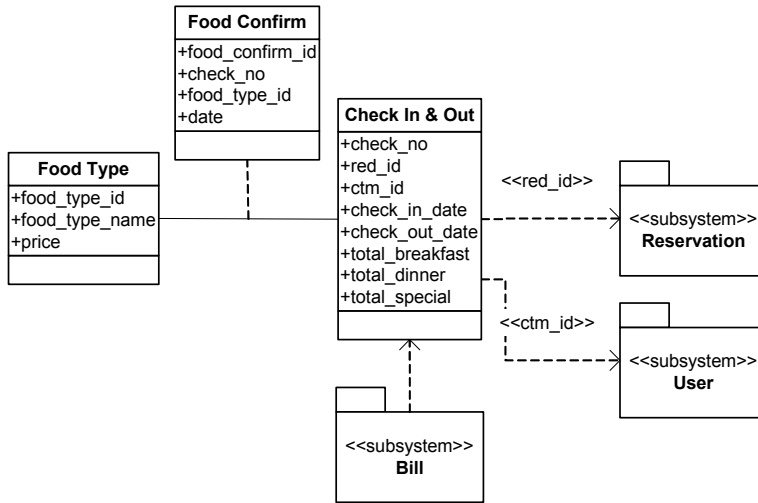 Food Confirm
+food_confirm_id
+check_no
+food_type_id
+date
Food Type
+food_type_id
+food_type_name
+price
Check In & Out
+check_no
+red_id
+ctm_id
+check_in_date
+check_out_date
+total_breakfast
+total_dinner
+total_special
<<red_id>>
<<subsystem>>
Reservation
<<ctm_id>>
<<subsystem>>
User
<<subsystem>>
Bill